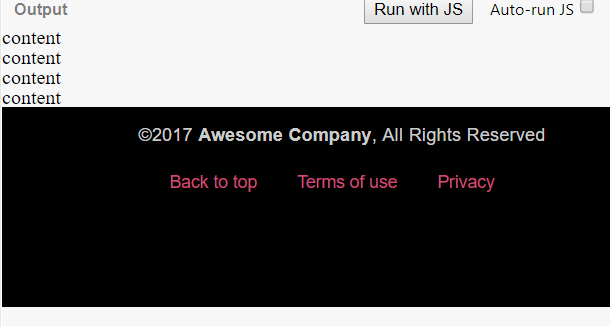 Output Run with JS Auto-run JS
content
content
content
content
©2017 Awesome Company, All Rights Reserved
Back to top Terms of use Privacy